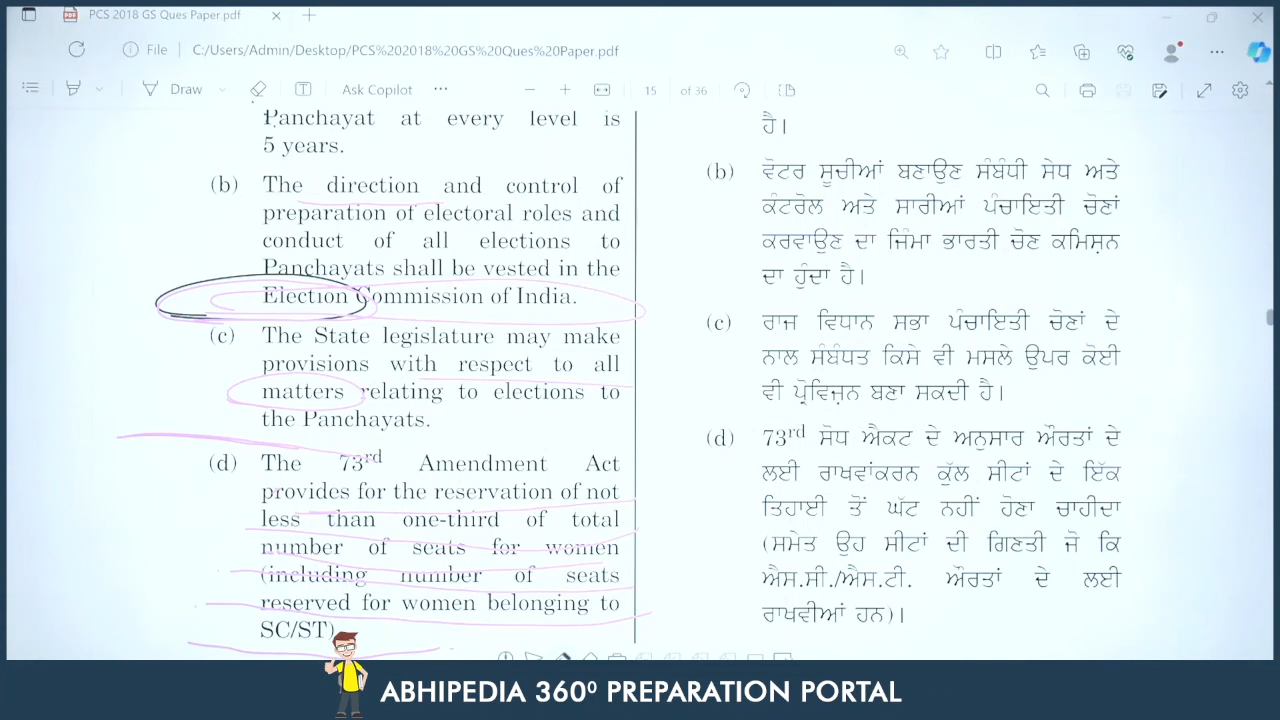 PCS 2018 GS Ques Paper.pdf
File
C:/Users/Admin/Desktop/PCS%202018%20GS%20Ques%20Paper.pdf
Draw
Ask Copilot
15
of 36
Panchayat at every level is
5 years.
(b) The direction and control of
preparation of electoral roles and
conduct of all elections to
Panchayats shall be vested in the
Election Commission of India.
(c) The State legislature may make
provisions with respect to all
matters relating to elections to
the Panchayats.
(d) The 73rd Amendment Act
provides for the reservation of not
less than one-third of total
number of seats for women
(including number of seats
reserved for women belonging to
SC/ST)
ਹੈ।
(b) ਵੋਟਰ ਸੂਚੀਆਂ ਬਣਾਉਣ ਸੰਬੰਧੀ ਸੇਧ ਅਤੇ
ਕੰਟਰੋਲ ਅਤੇ ਸਾਰੀਆਂ ਪੰਚਾਇਤੀ ਚੋਣਾਂ
ਕਰਵਾਉਣ ਦਾ ਜਿੰਮਾ ਭਾਰਤੀ ਚੋਣ ਕਮਿਸ਼ਨ
ਦਾ ਹੁੰਦਾ ਹੈ।
(c) ਰਾਜ ਵਿਧਾਨ ਸਭਾ ਪੰਚਾਇਤੀ ਚੋਣਾਂ ਦੇ
ਨਾਲ ਸੰਬੰਧਤ ਕਿਸੇ ਵੀ ਮਸਲੇ ਉਪਰ ਕੋਈ
ਵੀ ਪ੍ਰੋਵਿਜ਼ਨ ਬਣਾ ਸਕਦੀ ਹੈ।
(d) 73rd ਸੋਧ ਐਕਟ ਦੇ ਅਨੁਸਾਰ ਔਰਤਾਂ ਦੇ
ਲਈ ਰਾਖਵਾਂਕਰਨ ਕੁੱਲ ਸੀਟਾਂ ਦੇ ਇੱਕ
ਤਿਹਾਈ ਤੋਂ ਘੱਟ ਨਹੀਂ ਹੋਣਾ ਚਾਹੀਦਾ
(ਸਮੇਤ ਉਹ ਸੀਟਾਂ ਦੀ ਗਿਣਤੀ ਜੋ ਕਿ
ਐਸ.ਸੀ./ਐਸ.ਟੀ. ਔਰਤਾਂ ਦੇ ਲਈ
ਰਾਖਵੀਆਂ ਹਨ)।
ABHIPEDIA 360⁰ PREPARATION PORTAL